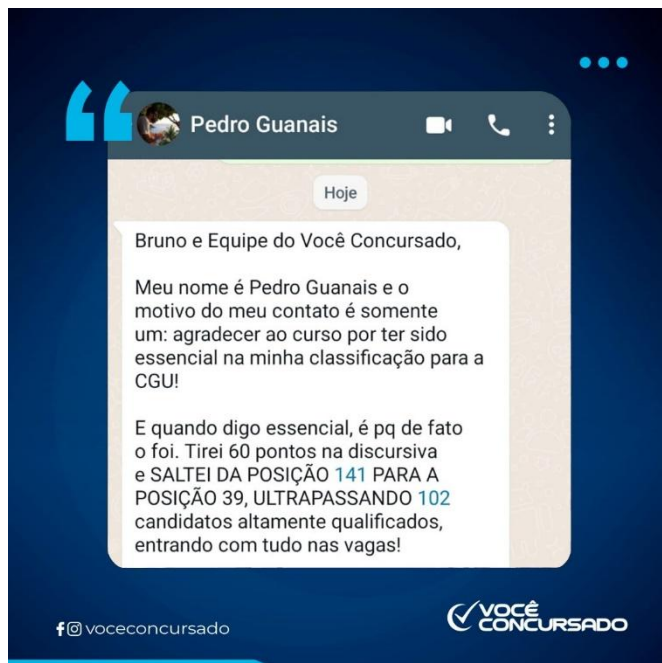 Pedro Guanais
Hoje
Bruno e Equipe do Você Concursado,
Meu nome é Pedro Guanais e o
motivo do meu contato é somente
um: agradecer ao curso por ter sido
essencial na minha classificação para a
CGU!
E quando digo essencial, é pq de fato
o foi. Tirei 60 pontos na discursiva
e SALTEI DA POSIÇÃO 141 PARA A
POSIÇÃO 39, ULTRAPASSANDO 102
candidatos altamente qualificados,
entrando com tudo nas vagas!
voceconcursado
VOCÊ
CONCURSADO